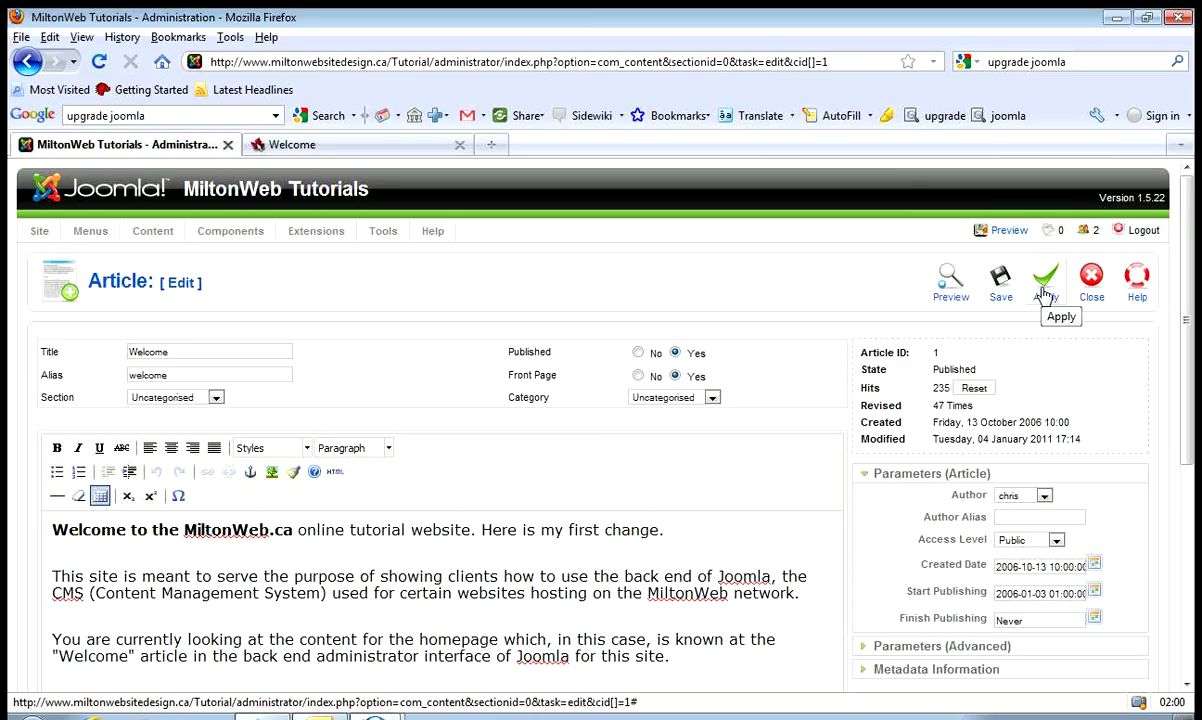 MiltonWeb Tutorials - Administration - Mozilla Firefox
File Edit View History Bookmarks Tools Help
http://www.miltonwebsitedesign.ca/Tutorial/administrator/index.php?option=com_content&sectionid=0&task=edit&cid[]=1
upgrade joomla
Most Visited Getting Started Latest Headlines
Google upgrade joomla Search Share Sidewiki Bookmarks Translate AutoFill upgrade joomla Sign in
MiltonWeb Tutorials - Administra... Welcome
Joomla! MiltonWeb Tutorials
Version 1.5.22
Site Menus Content Components Extensions Tools Help Preview 0 2 Logout
Article: [ Edit ]
Preview Save Apply Close Help
Apply
Title Welcome Published No Yes
Alias welcome Front Page No Yes
Section Uncategorised Category Uncategorised
Article ID: 1
State Published
Hits 235 Reset
Revised 47 Times
Created Friday, 13 October 2006 10:00
Modified Tuesday, 04 January 2011 17:14
B I U ABC Styles Paragraph
HTML
Parameters (Article)
Author chris
Author Alias
Access Level Public
Created Date 2006-10-13 10:00:00
Start Publishing 2006-01-03 01:00:00
Finish Publishing Never
Parameters (Advanced)
Metadata Information
Welcome to the MiltonWeb.ca online tutorial website. Here is my first change.
This site is meant to serve the purpose of showing clients how to use the back end of Joomla, the
CMS (Content Management System) used for certain websites hosting on the MiltonWeb network.
You are currently looking at the content for the homepage which, in this case, is known at the
"Welcome" article in the back end administrator interface of Joomla for this site.
http://www.miltonwebsitedesign.ca/Tutorial/administrator/index.php?option=com_content&sectionid=0&task=edit&cid[]=1#
02:00